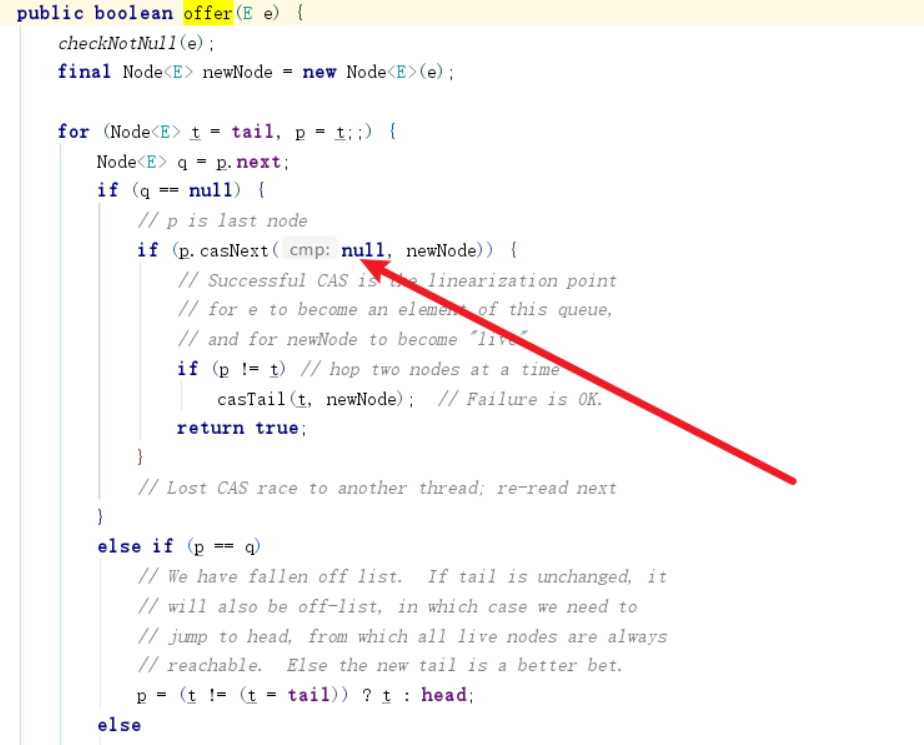 public boolean offer(E e) {
checkNotNull(e);
final Node<E> newNode = new Node<E>(e);
for (Node<E> t = tail, p = t;;) {
Node<E> q = p.next;
if (q == null) {
// p is last node
if (p.casNext( cmp: null, newNode)) {
// Successful CAS is the linearization point
// for e to become an element of this queue,
// and for newNode to become "live".
if (p != t) // hop two nodes at a time
casTail(t, newNode);  // Failure is OK.
return true;
}
// Lost CAS race to another thread; re-read next
}
else if (p == q)
// We have fallen off list.  If tail is unchanged, it
// will also be off-list, in which case we need to
// jump to head, from which all live nodes are always
// reachable.  Else the new tail is a better bet.
p = (t != (t = tail)) ? t : head;
else